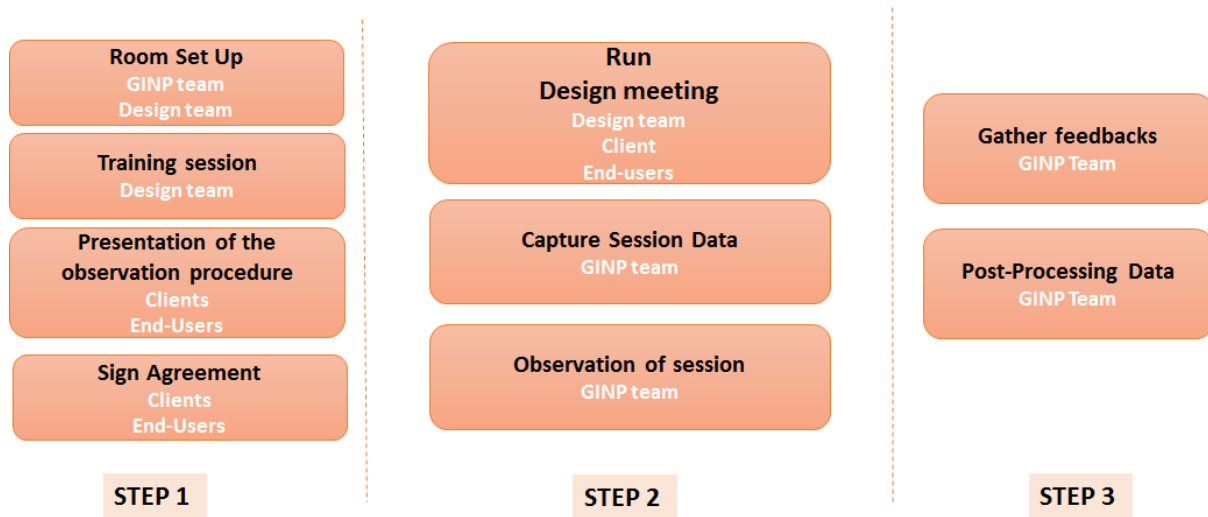 Room Set Up
GINP team
Design team
Training session
Design team
Presentation of the
observation procedure
Clients
End-Users
Sign Agreement
Clients
End-Users
STEP 1
Run
Design meeting
Design team
Client
End-users
Capture Session Data
GINP team
Observation of session
GINP team
STEP 2
Gather feedbacks
GINP Team
Post-Processing Data
GINP Team
STEP 3